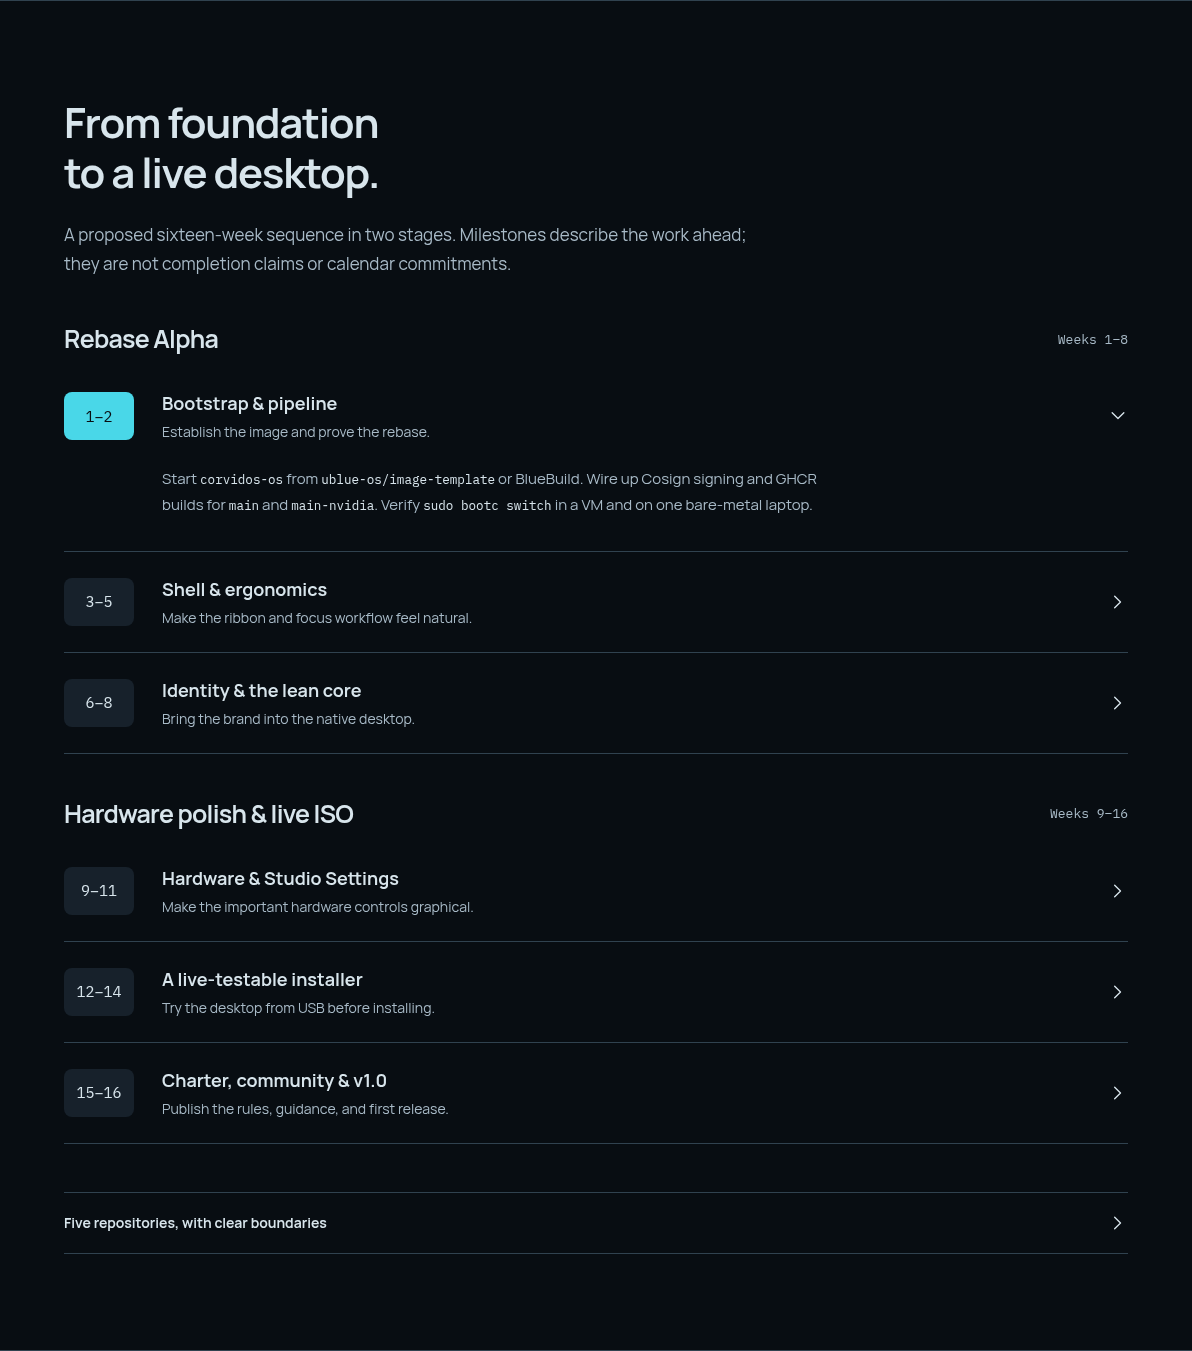 From foundation
to a live desktop.
A proposed sixteen-week sequence in two stages. Milestones describe the work ahead;
they are not completion claims or calendar commitments.
Rebase Alpha
Weeks 1–8
1–2
Bootstrap & pipeline
Establish the image and prove the rebase.
Start corvidos-os from ublue-os/image-template or BlueBuild. Wire up Cosign signing and GHCR
builds for main and main-nvidia. Verify sudo bootc switch in a VM and on one bare-metal laptop.
3–5
Shell & ergonomics
Make the ribbon and focus workflow feel natural.
6–8
Identity & the lean core
Bring the brand into the native desktop.
Hardware polish & live ISO
Weeks 9–16
9–11
Hardware & Studio Settings
Make the important hardware controls graphical.
12–14
A live-testable installer
Try the desktop from USB before installing.
15–16
Charter, community & v1.0
Publish the rules, guidance, and first release.
Five repositories, with clear boundaries